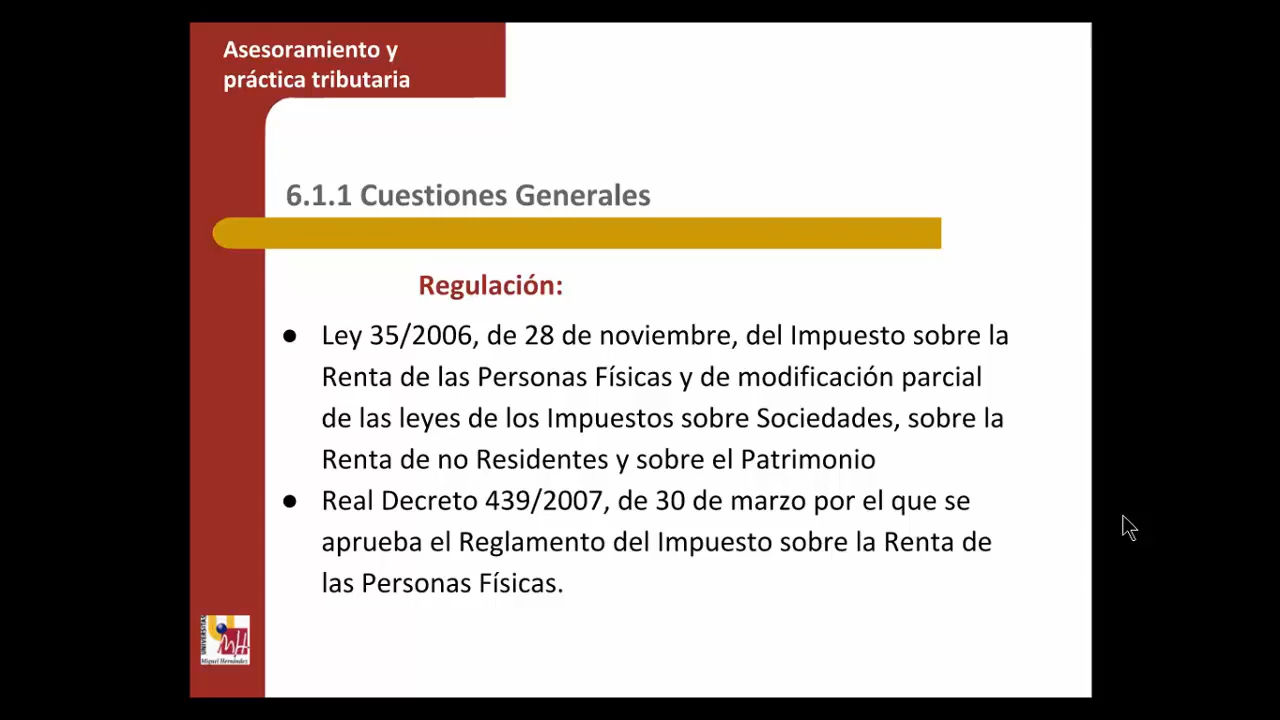 Asesoramiento y
práctica tributaria
6.1.1 Cuestiones Generales
Regulación:
● Ley 35/2006, de 28 de noviembre, del Impuesto sobre la
Renta de las Personas Físicas y de modificación parcial
de las leyes de los Impuestos sobre Sociedades, sobre la
Renta de no Residentes y sobre el Patrimonio
● Real Decreto 439/2007, de 30 de marzo por el que se
aprueba el Reglamento del Impuesto sobre la Renta de
las Personas Físicas.
UNIVERSITAS
Miguel Hernández